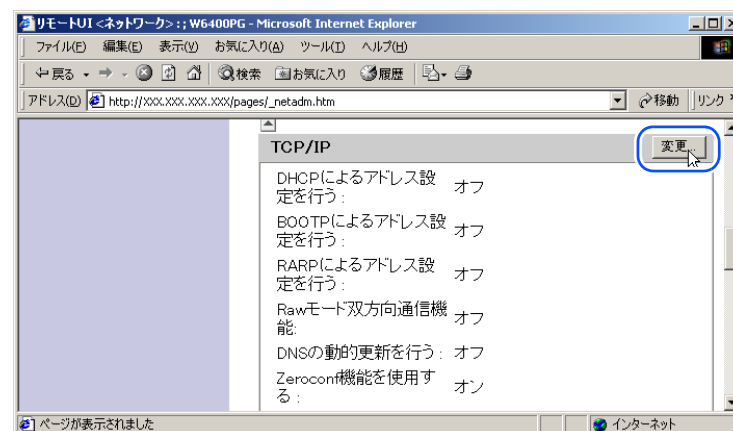 リモートUI <ネットワーク> : ; W6400PG - Microsoft Internet Explorer
ファイル(F) 編集(E) 表示(V) お気に入り(A) ツール(T) ヘルプ(H)
戻る 検索 お気に入り 履歴
アドレス(D) http://XXX.XXX.XXX.XXX/pages/_netadm.htm 移動 リンク
TCP/IP 変更...
DHCPによるアドレス設 オフ
定を行う :
BOOTPによるアドレス設 オフ
定を行う :
RARPによるアドレス設 オフ
定を行う :
Rawモード双方向通信機 オフ
能:
DNSの動的更新を行う : オフ
Zeroconf機能を使用す オン
る :
ページが表示されました インターネット